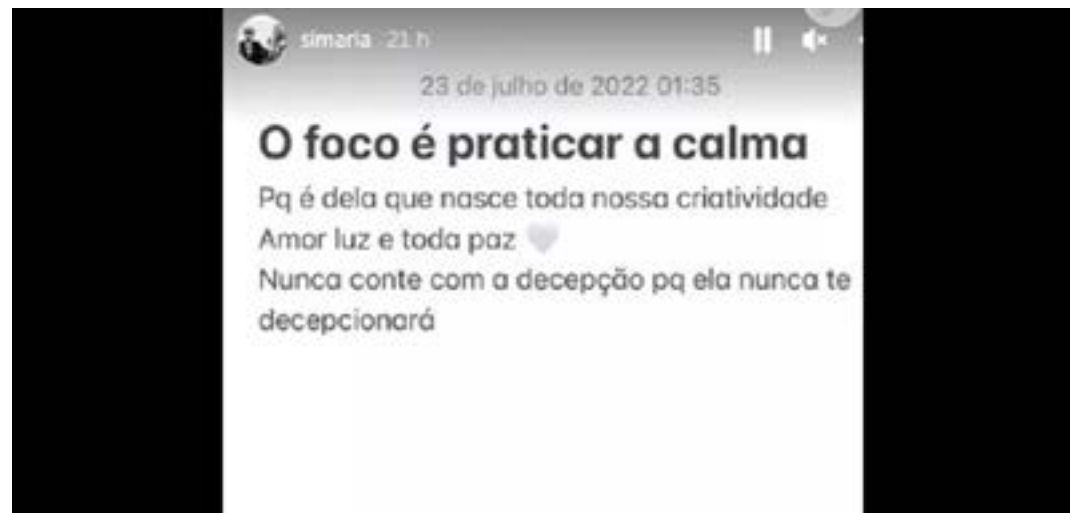 simaria 21 h
23 de julho de 2022 01:35
O foco é praticar a calma
Pq é dela que nasce toda nossa criatividade
Amor luz e toda paz 🤍
Nunca conte com a decepção pq ela nunca te
decepcionará